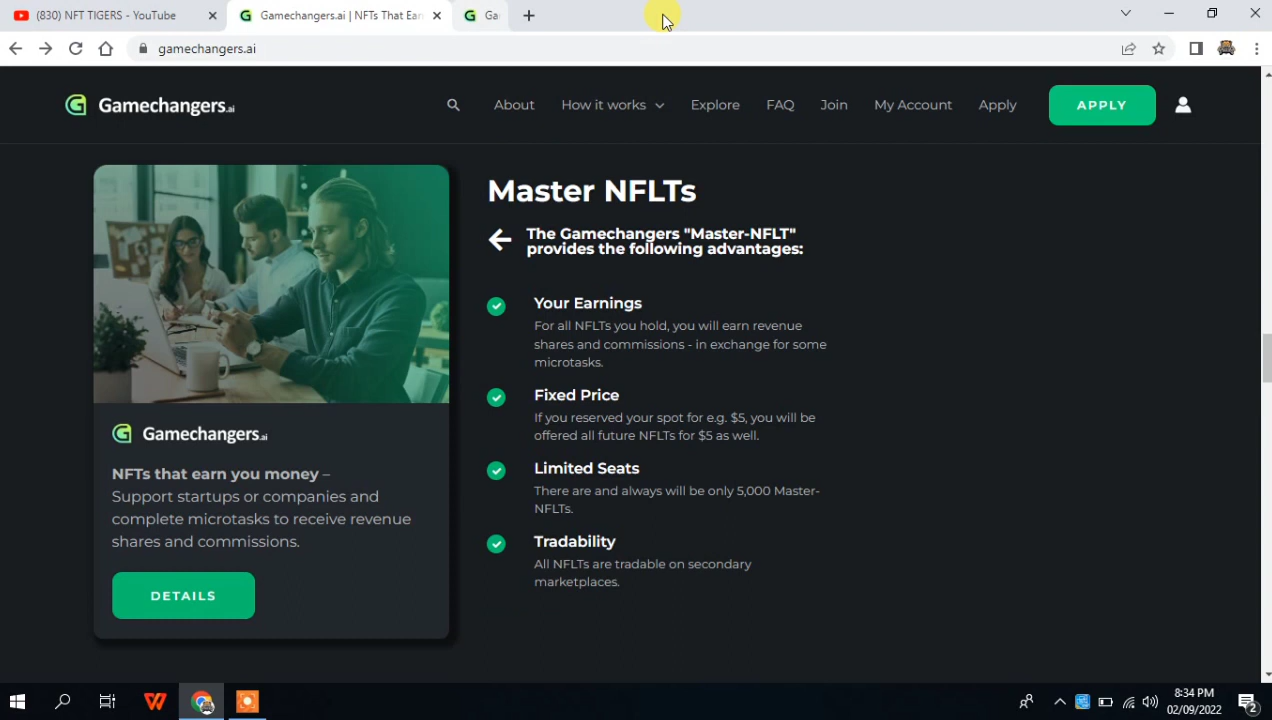 (830) NFT TIGERS - YouTube
Gamechangers.ai | NFTs That Ear
Ga
gamechangers.ai
Gamechangers.ai
About
How it works
Explore
FAQ
Join
My Account
Apply
APPLY
Master NFLTs
The Gamechangers "Master-NFLT"
provides the following advantages:
Your Earnings
For all NFLTs you hold, you will earn revenue
shares and commissions - in exchange for some
microtasks.
Fixed Price
If you reserved your spot for e.g. $5, you will be
offered all future NFLTs for $5 as well.
Limited Seats
There are and always will be only 5,000 Master-
NFLTs.
Tradability
All NFLTs are tradable on secondary
marketplaces.
Gamechangers.ai
NFTs that earn you money –
Support startups or companies and
complete microtasks to receive revenue
shares and commissions.
DETAILS
8:34 PM
02/09/2022
2